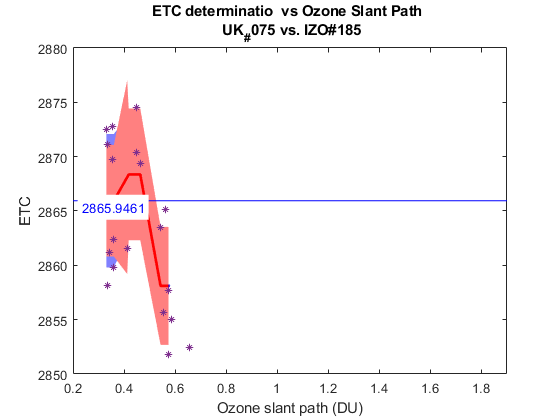 ETC determinatio vs Ozone Slant Path
UK#075 vs. IZO#185
2880
2875
2870
2865
2860
2855
2850
ETC
2865.9461
0.2 0.4 0.6 0.8 1 1.2 1.4 1.6 1.8
Ozone slant path (DU)